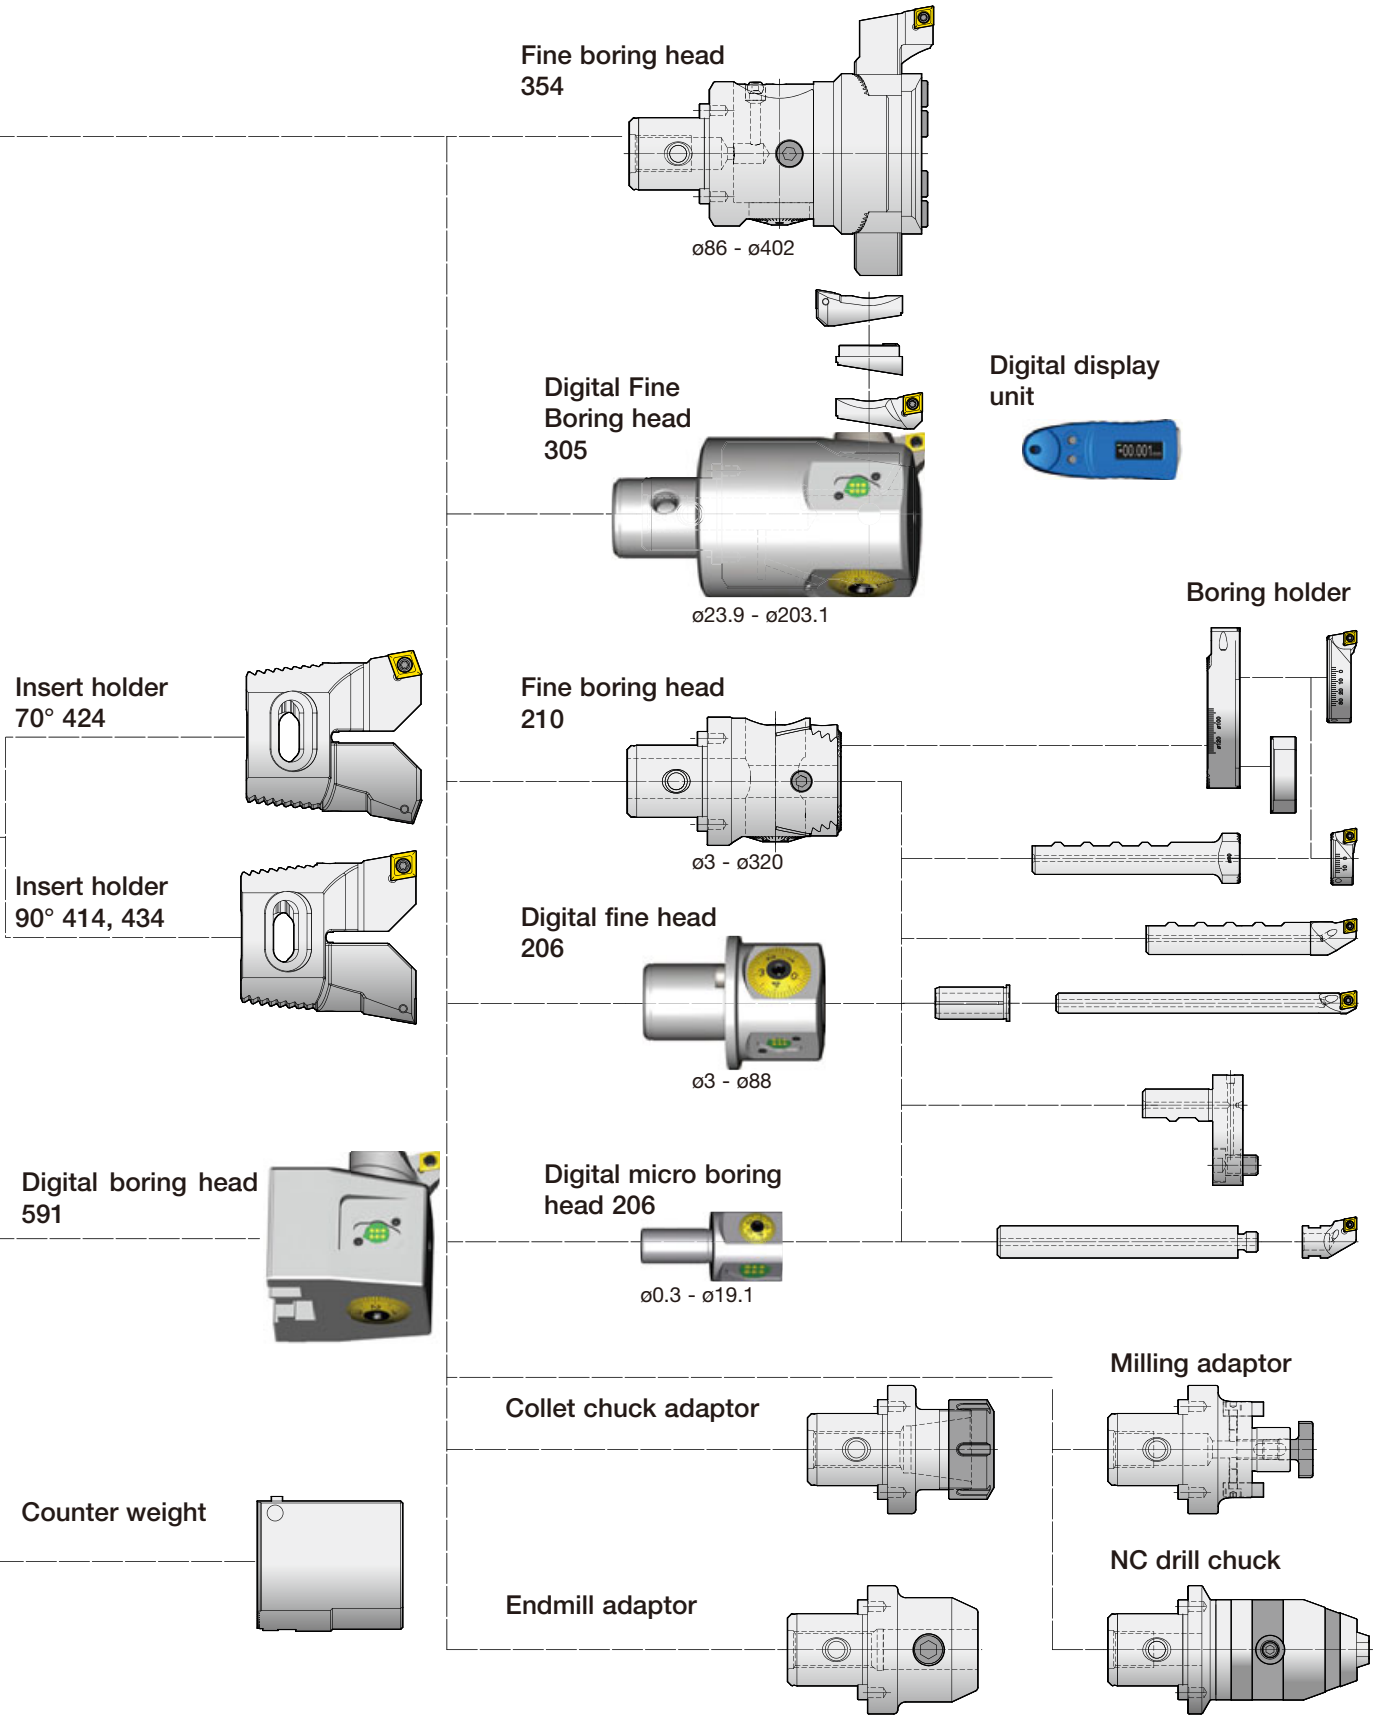 Fine boring head
354
ø86 - ø402
Digital Fine
Boring head
305
ø23.9 - ø203.1
Digital display
unit
+00.001
Boring holder
Insert holder
70° 424
Fine boring head
210
ø3 - ø320
Insert holder
90° 414, 434
Digital fine head
206
ø3 - ø88
Digital boring head
591
Digital micro boring
head 206
ø0.3 - ø19.1
Milling adaptor
Collet chuck adaptor
Counter weight
NC drill chuck
Endmill adaptor